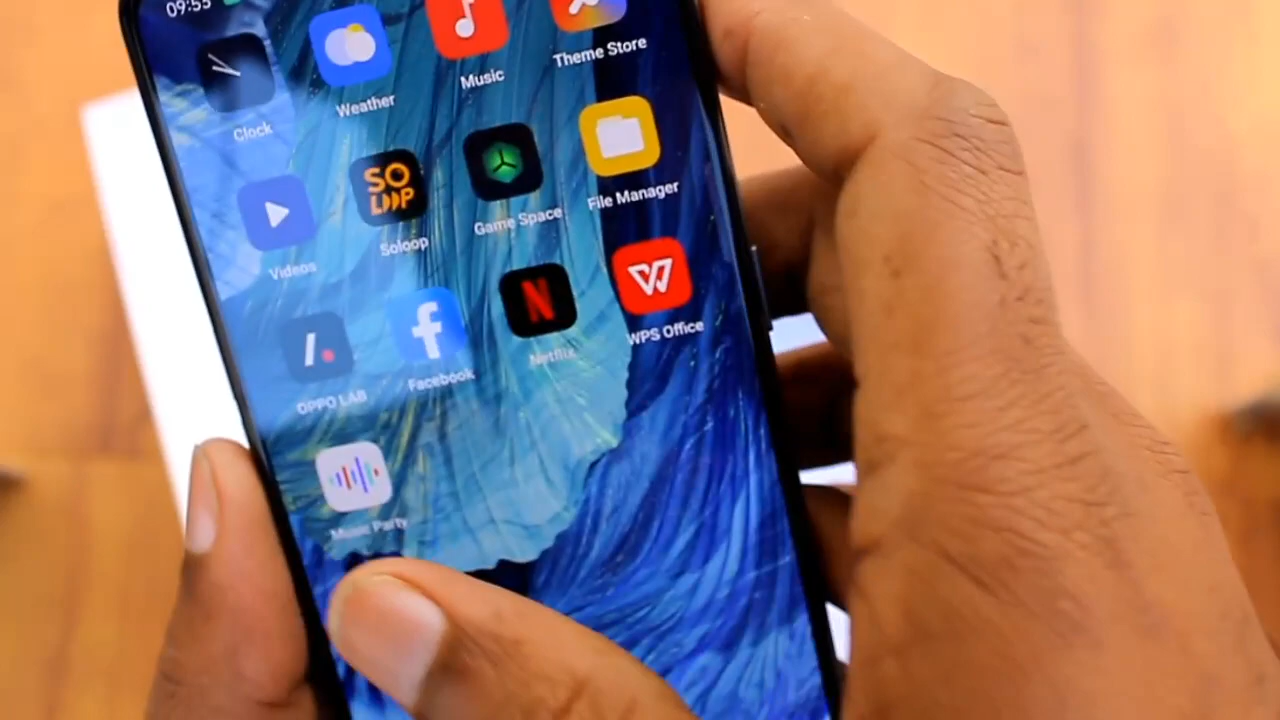 09:55
Clock
Weather
Music
Theme Store
Videos
SO
LOOP
Soloop
Game Space
File Manager
OPPO LAB
f
Facebook
N
Netflix
W
WPS Office
Music Party